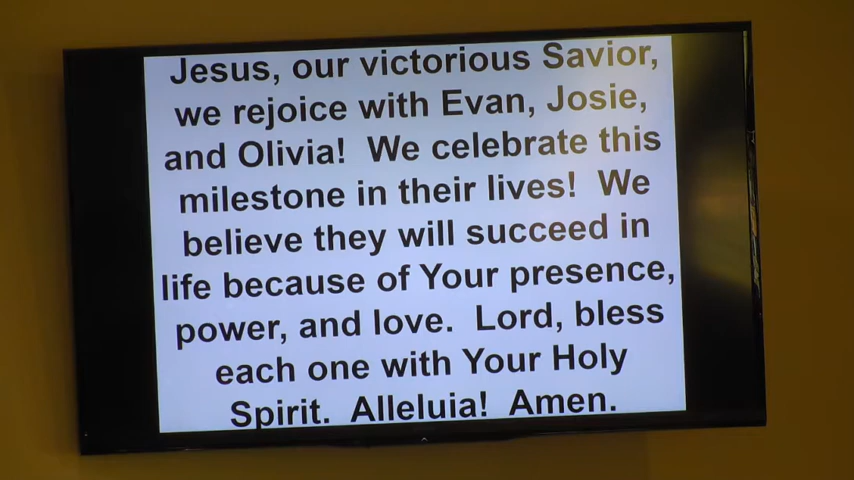 Jesus, our victorious Savior,
we rejoice with Evan, Josie,
and Olivia!  We celebrate this
milestone in their lives!  We
believe they will succeed in
life because of Your presence,
power, and love.  Lord, bless
each one with Your Holy
Spirit.  Alleluia!  Amen.